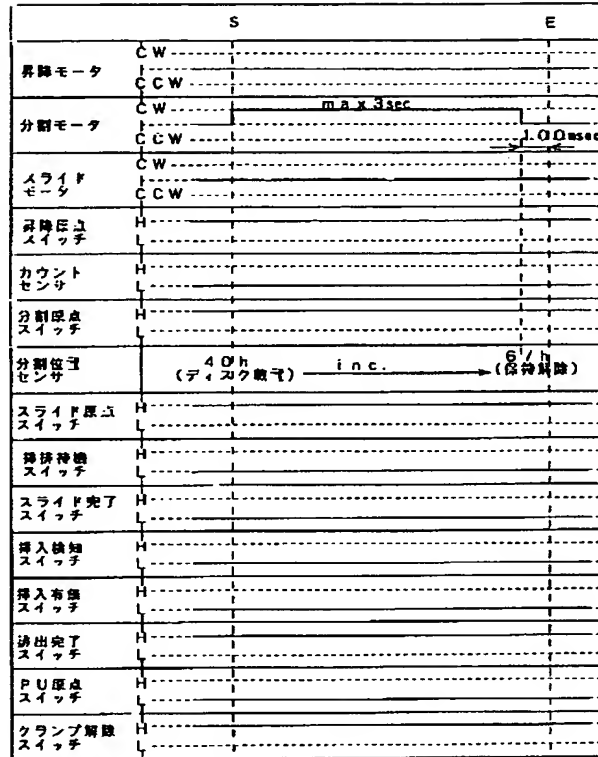 S E
昇降モータ CW
CCW
分割モータ CW max 3sec
CCW 100msec
スライド
モータ CW
CCW
昇降原点
スイッチ H
L
カウント
センサ H
L
分割原点
スイッチ H
L
分割位置
センサ 40h inc. 67h
(ディスク載置) (保持解除)
スライド原点
スイッチ H
L
待機
スイッチ H
L
スライド完了
スイッチ H
L
挿入検知
スイッチ H
L
挿入有無
スイッチ H
L
排出完了
スイッチ H
L
PU原点
スイッチ H
L
クランプ解除
スイッチ H
L